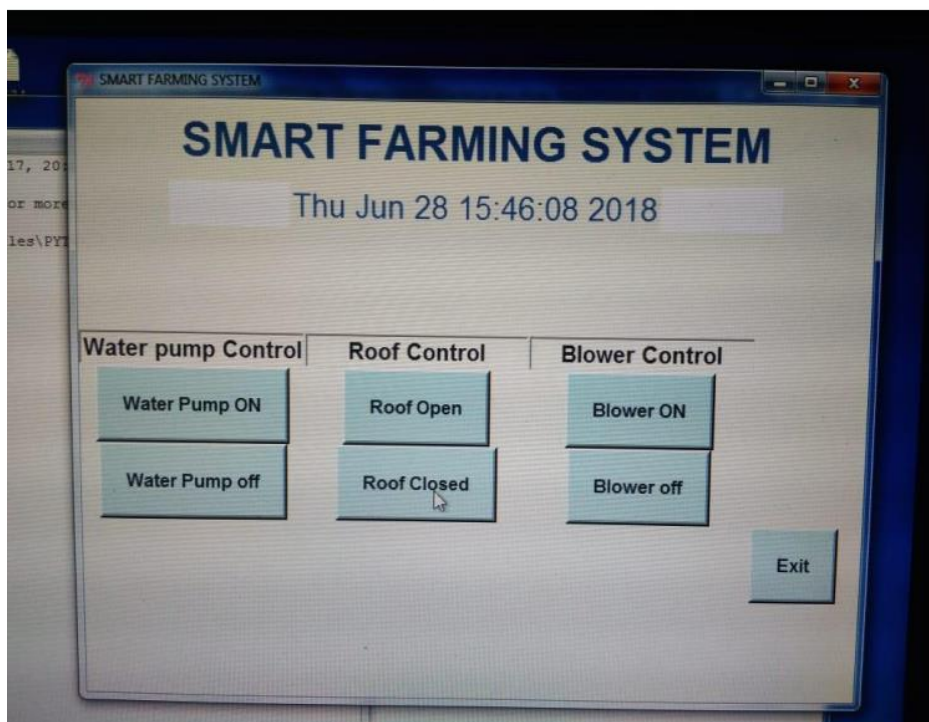 SMART FARMING SYSTEM
SMART FARMING SYSTEM
17, 20
Thu Jun 28 15:46:08 2018
or more
les\PYT
Water pump Control Roof Control Blower Control
Water Pump ON Roof Open Blower ON
Water Pump off Roof Closed Blower off
Exit